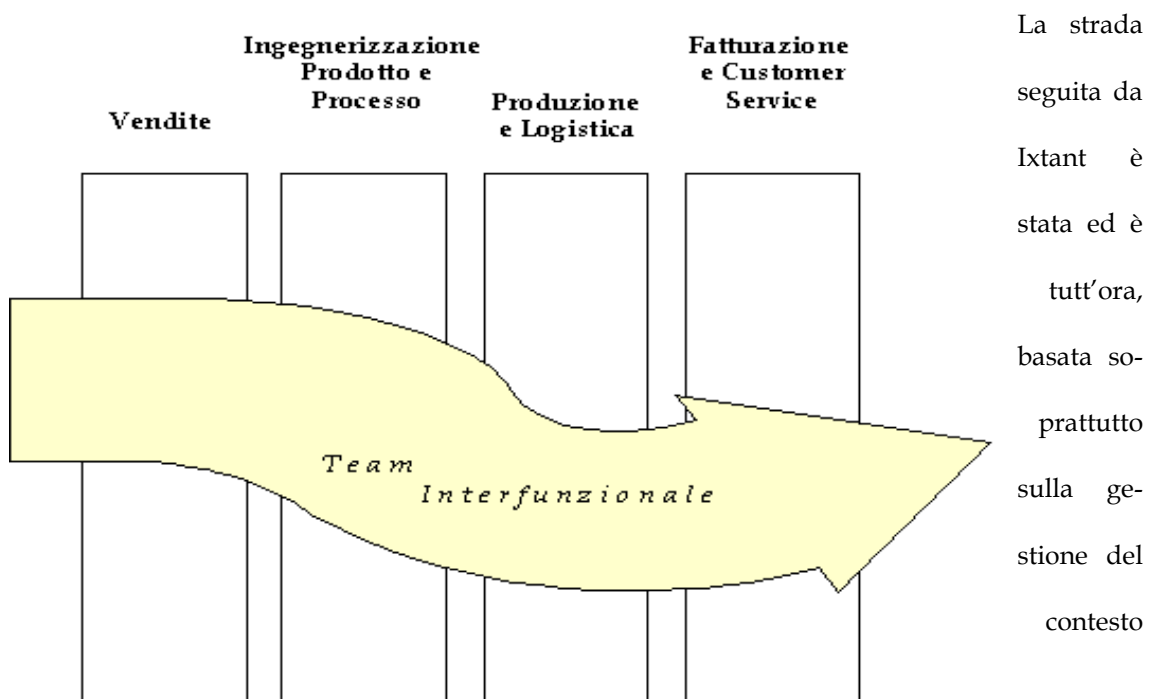 Vendite
Ingegnerizzazione
Prodotto e
Processo
Produzione
e Logistica
Fatturazione
e Customer
Service
Team
Interfunzionale
La strada
seguita da
Ixtant è
stata ed è
tutt’ora,
basata so-
prattutto
sulla ge-
stione del
contesto